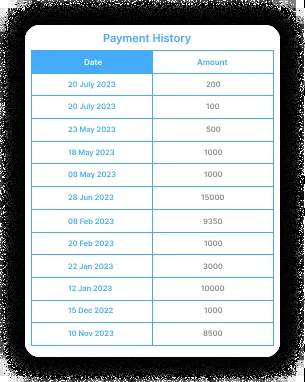 Payment History
Date Amount
20 July 2023 200
20 July 2023 100
23 May 2023 500
18 May 2023 1000
08 May 2023 1000
28 Jun 2023 15000
08 Feb 2023 9350
20 Feb 2023 1000
22 Jan 2023 3000
12 Jan 2023 10000
15 Dec 2022 1000
10 Nov 2023 8500